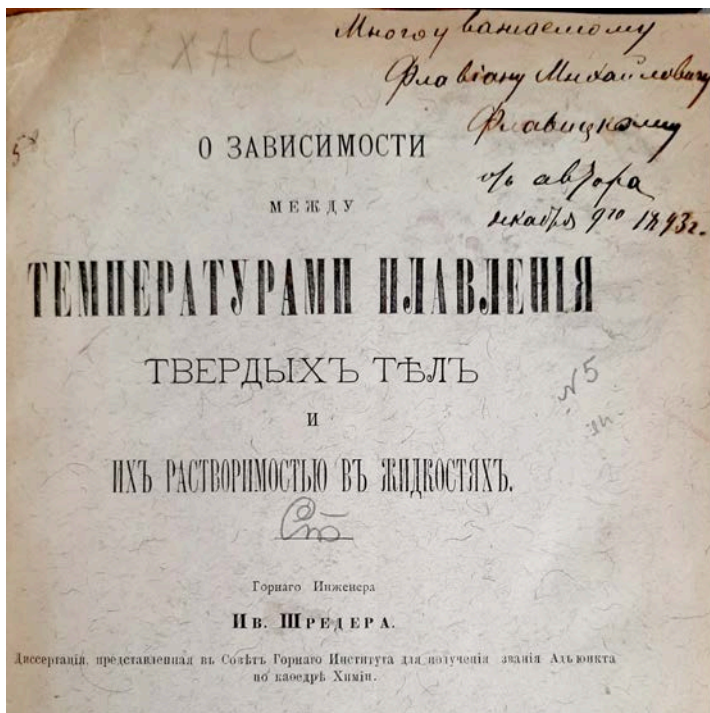 ХАС
Многоуважаемому
Флавіану Михайловичу
Флавицкому
отъ автора
декабря 9го 1893г.
О ЗАВИСИМОСТИ
МЕЖДУ
ТЕМПЕРАТУРАМИ ПЛАВЛЕНІЯ
ТВЕРДЫХЪ ТѢЛЪ
И
ИХЪ РАСТВОРИМОСТЬЮ ВЪ ЖИДКОСТЯХЪ.
№5
Горнаго Инженера
Ив. Шредера.
Диссертація, представленная въ Совѣтъ Горнаго Института для полученія званія Адъюнкта
по каѳедрѣ Химіи.